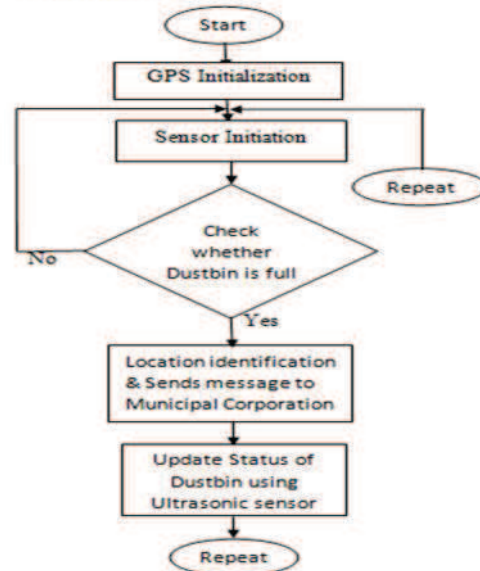 Start
GPS Initialization
Sensor Initiation
Repeat
Check
whether
Dustbin is full
No
Yes
Location identification
& Sends message to
Municipal Corporation
Update Status of
Dustbin using
Ultrasonic sensor
Repeat